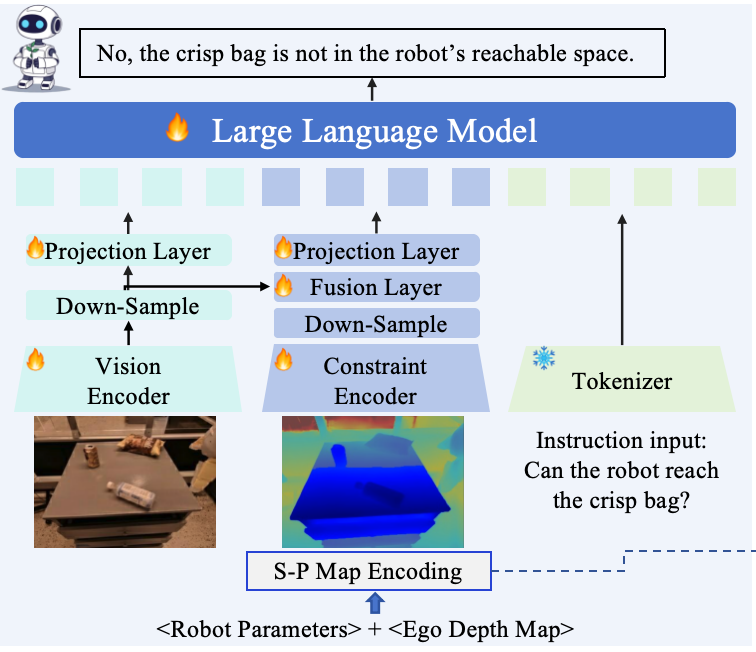 No, the crisp bag is not in the robot's reachable space.
Large Language Model
Projection Layer
Down-Sample
Vision
Encoder
Projection Layer
Fusion Layer
Down-Sample
Constraint
Encoder
Tokenizer
Instruction input:
Can the robot reach
the crisp bag?
S-P Map Encoding
<Robot Parameters> + <Ego Depth Map>